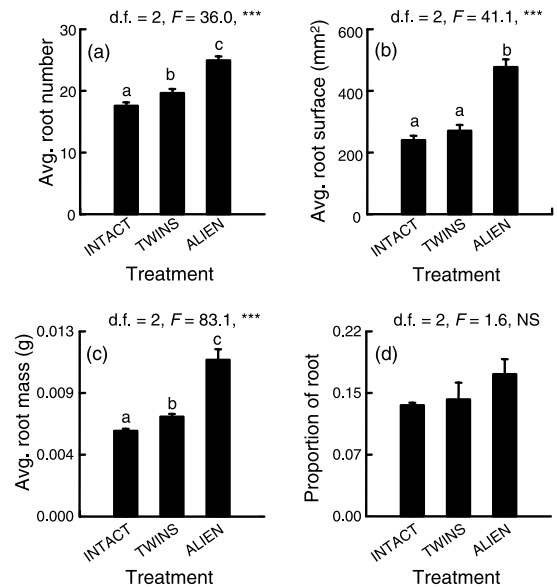 d.f. = 2, F = 36.0, ***
(a)
Avg. root number
30
20
10
0
a
b
c
INTACT
TWINS
ALIEN
Treatment
d.f. = 2, F = 41.1, ***
(b)
Avg. root surface (mm²)
600
400
200
0
a
a
b
INTACT
TWINS
ALIEN
Treatment
d.f. = 2, F = 83.1, ***
(c)
Avg. root mass (g)
0.013
0.009
0.004
0.000
a
b
c
INTACT
TWINS
ALIEN
Treatment
d.f. = 2, F = 1.6, NS
(d)
Proportion of root
0.22
0.15
0.07
0.00
INTACT
TWINS
ALIEN
Treatment